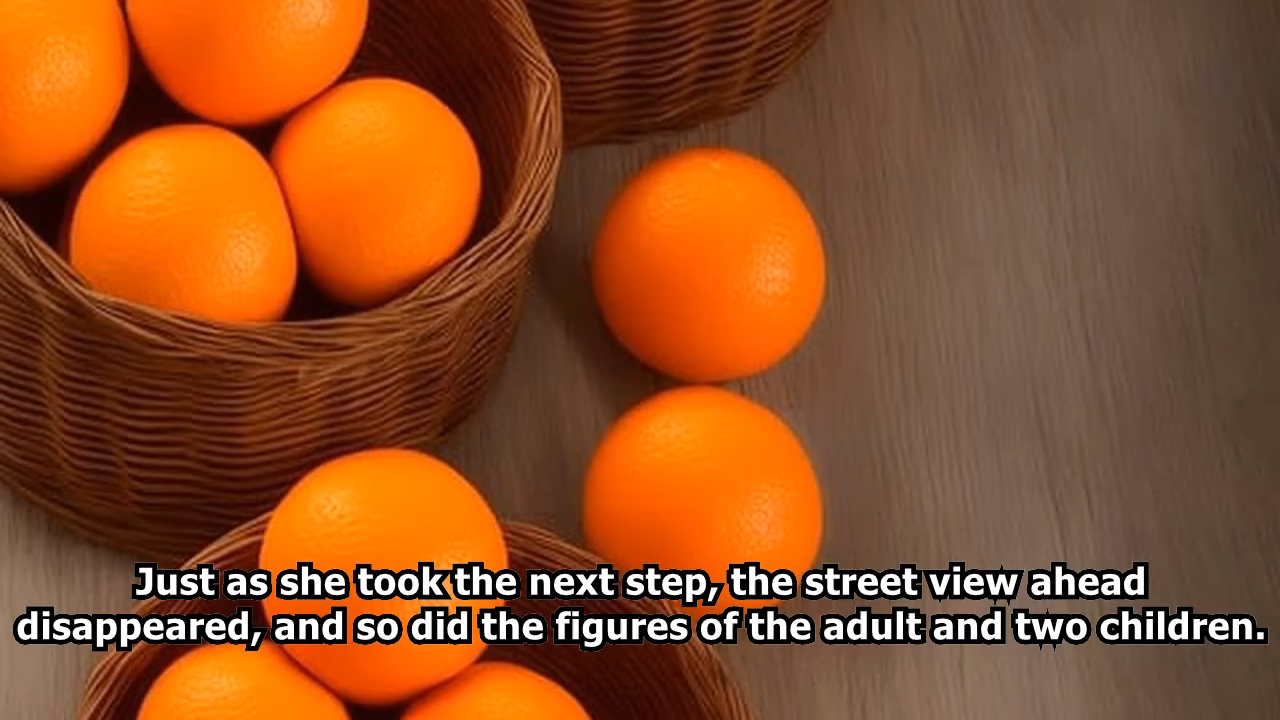 Just as she took the next step, the street view ahead
disappeared, and so did the figures of the adult and two children.